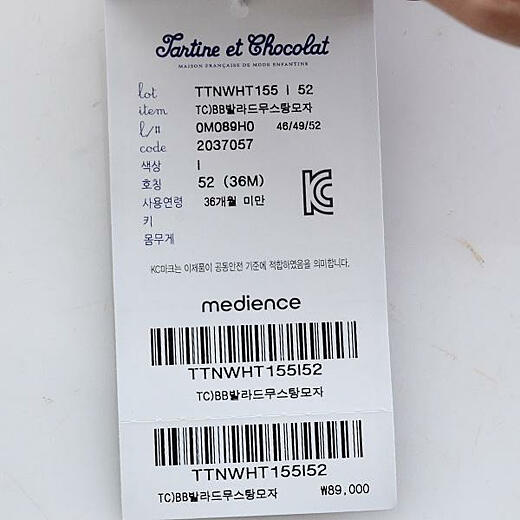 Tartine et Chocolat
MAISON FRANÇAISE DE MODE ENFANTINE
lot TTNWHT155 I 52
item TC)BB발라드무스탕모자
l/# 0M089H0 46/49/52
code 2037057
색상 I
호칭 52 (36M)
사용연령 36개월 미만
키
몸무게
KC마크는 이제품이 공동안전 기준에 적합하였음을 의미합니다.
medience
TTNWHT155I52
TC)BB발라드무스탕모자
TTNWHT155I52
TC)BB발라드무스탕모자 ₩89,000